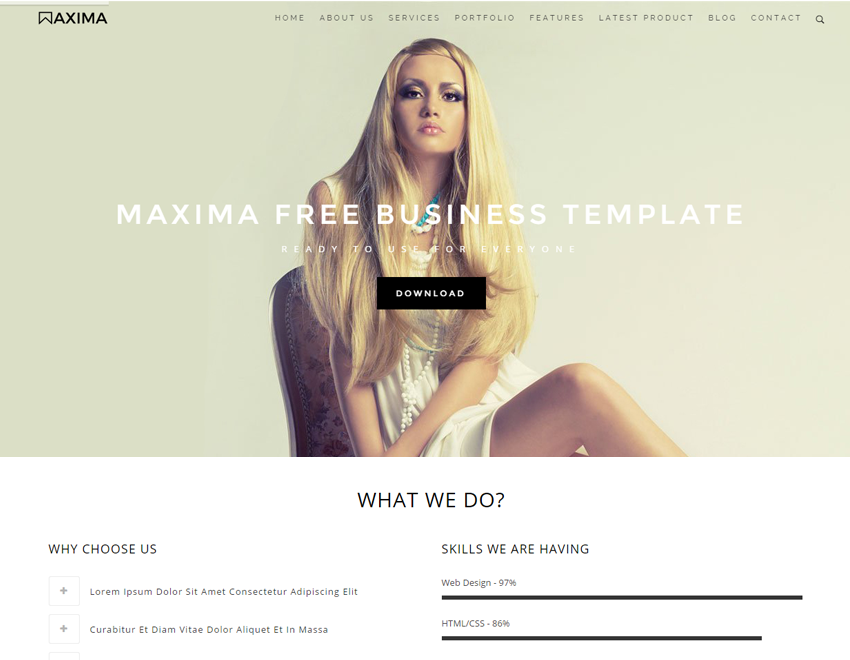 MAXIMA
HOME ABOUT US SERVICES PORTFOLIO FEATURES LATEST PRODUCT BLOG CONTACT
MAXIMA FREE BUSINESS TEMPLATE
READY TO USE FOR EVERYONE
DOWNLOAD
WHAT WE DO?
WHY CHOOSE US
Lorem Ipsum Dolor Sit Amet Consectetur Adipiscing Elit
Curabitur Et Diam Vitae Dolor Aliquet Et In Massa
SKILLS WE ARE HAVING
Web Design - 97%
HTML/CSS - 86%